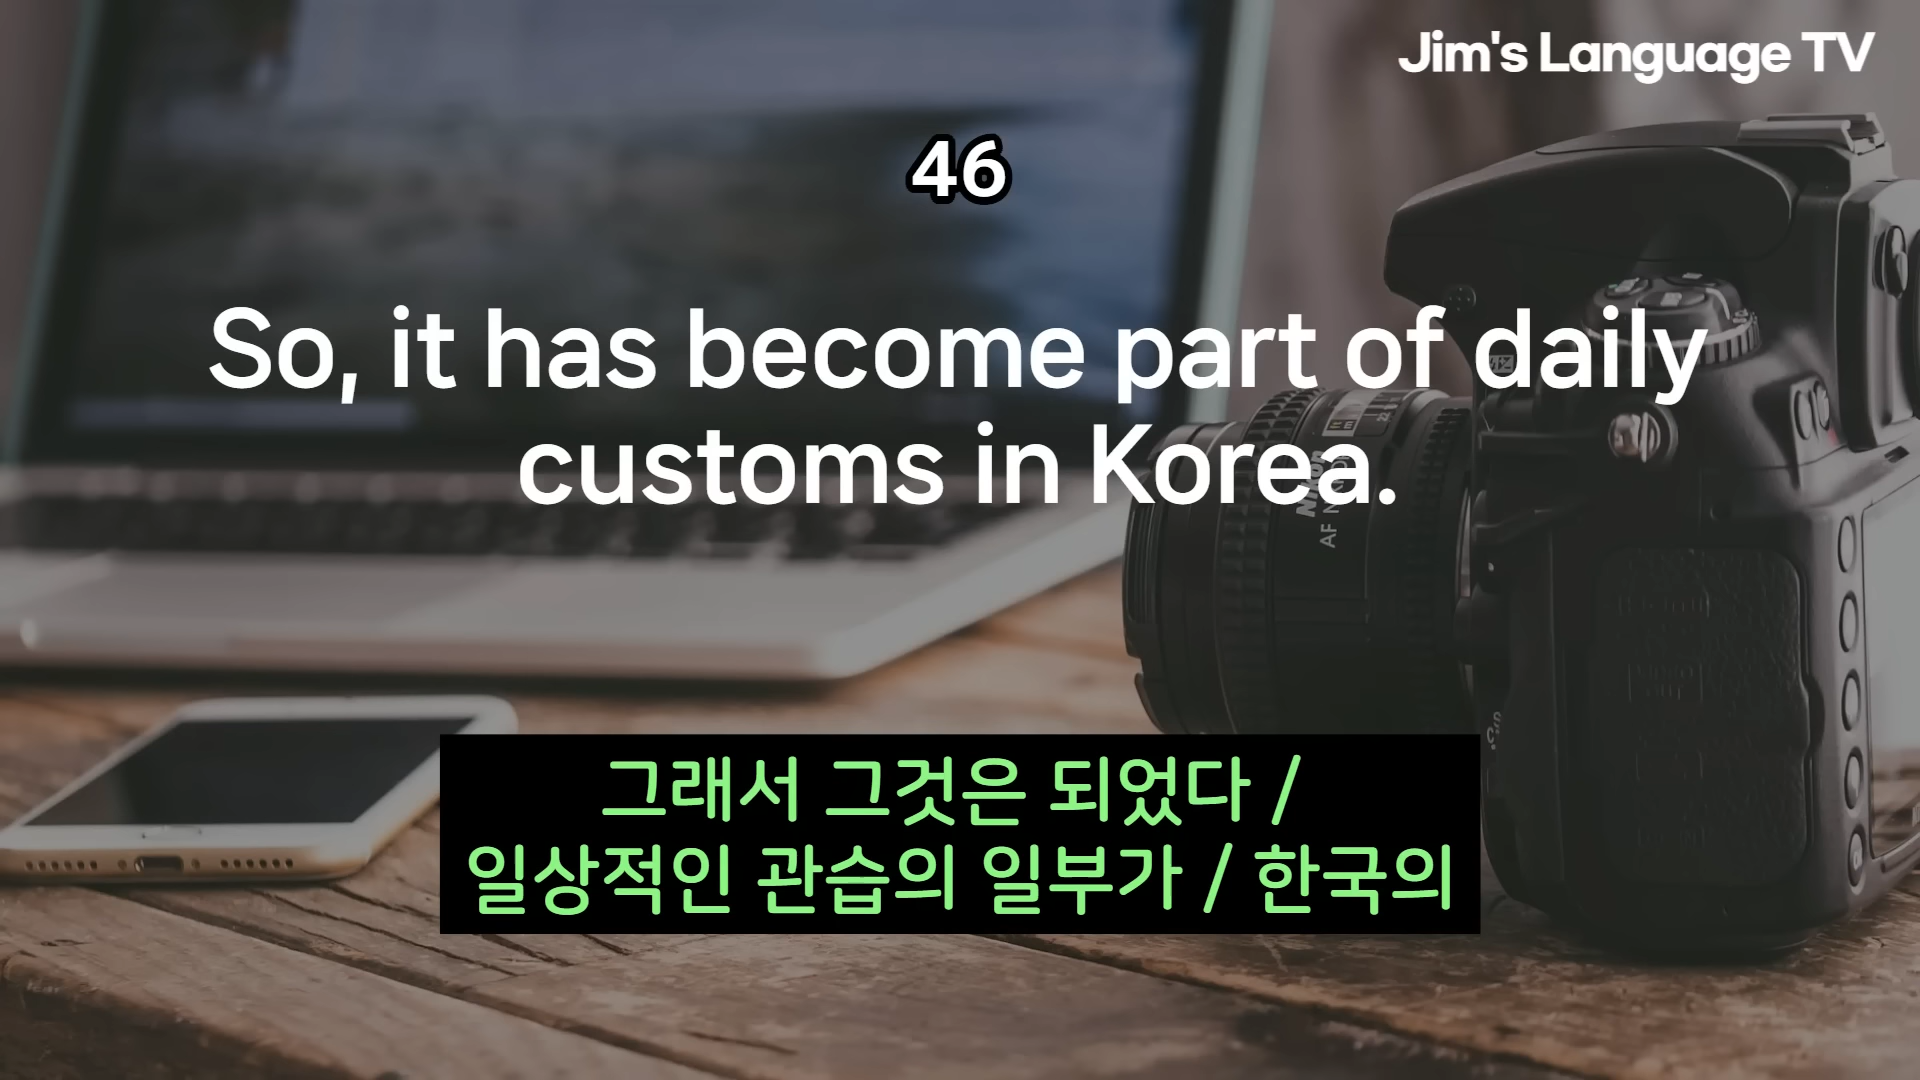 Jim's Language TV
46
So, it has become part of daily
customs in Korea.
그래서 그것은 되었다 /
일상적인 관습의 일부가 / 한국의
AF N